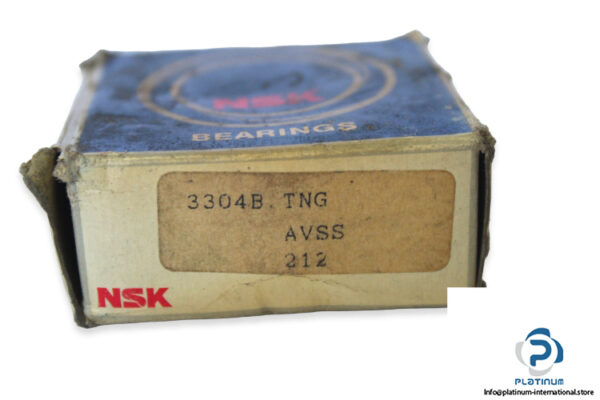 NSK
BEARINGS
3304B. TNG
AVSS
212
NSK
PLATINUM
Info@platinum-international.store